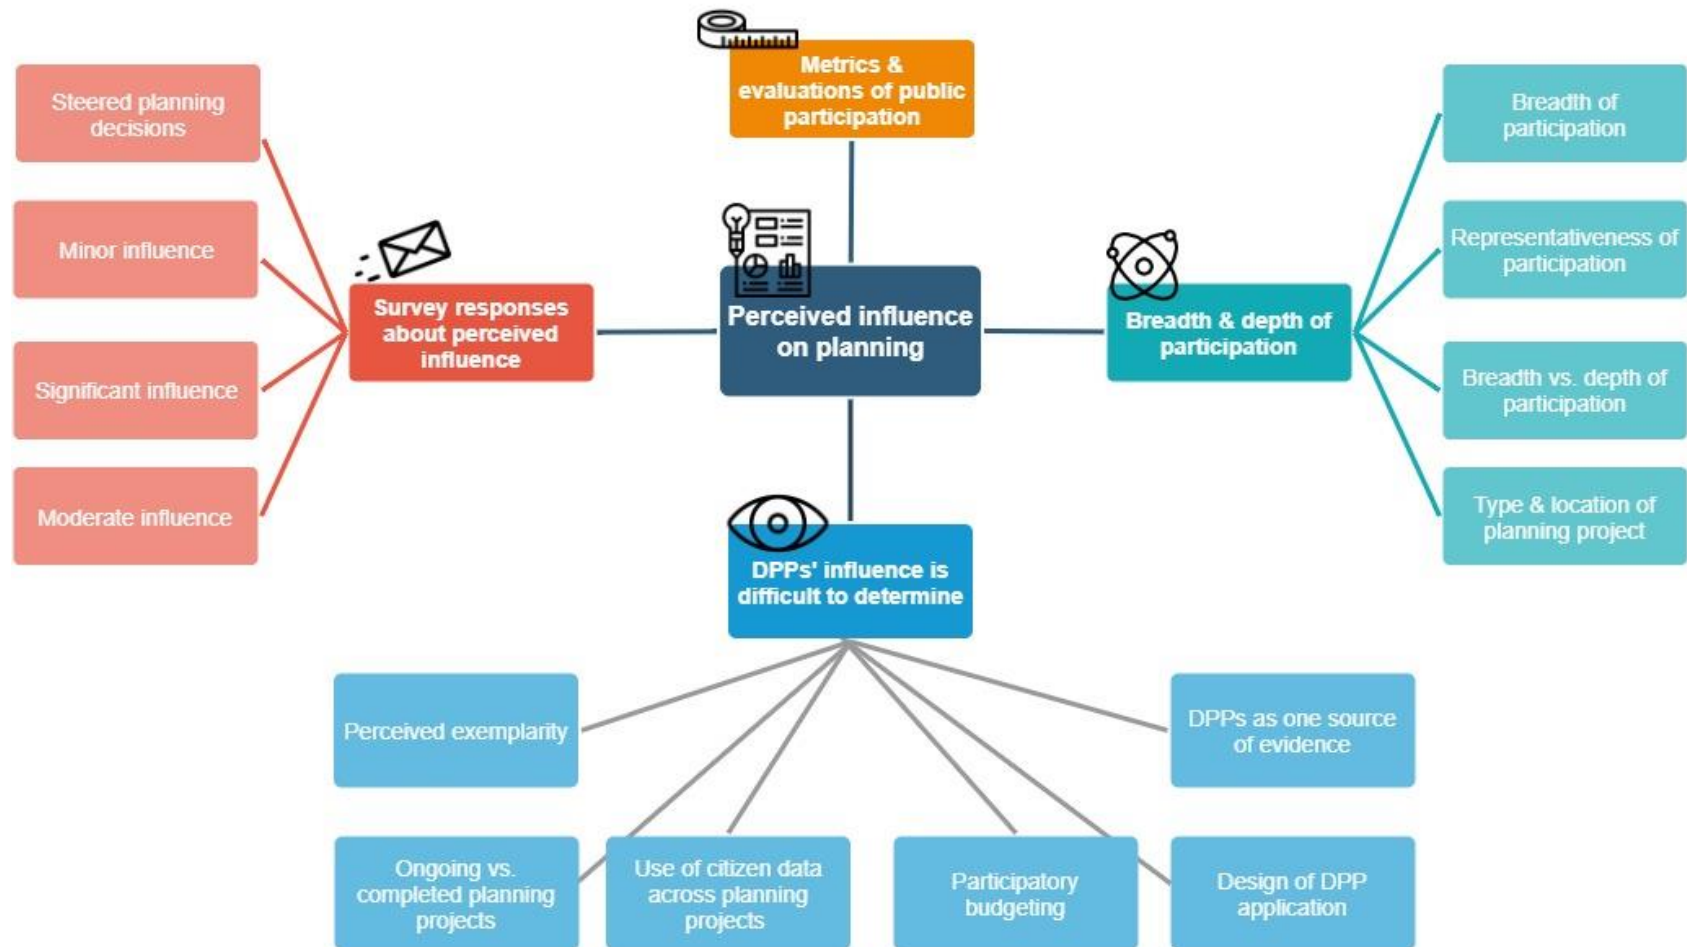 Metrics &
evaluations of public
participation
Steered planning
decisions
Minor influence
Significant influence
Moderate influence
Survey responses
about perceived
influence
Perceived influence
on planning
Breadth & depth of
participation
Breadth of
participation
Representativeness of
participation
Breadth vs. depth of
participation
Type & location of
planning project
DPPs' influence is
difficult to determine
Perceived exemplarity
DPPs as one source
of evidence
Ongoing vs.
completed planning
projects
Use of citizen data
across planning
projects
Participatory
budgeting
Design of DPP
application